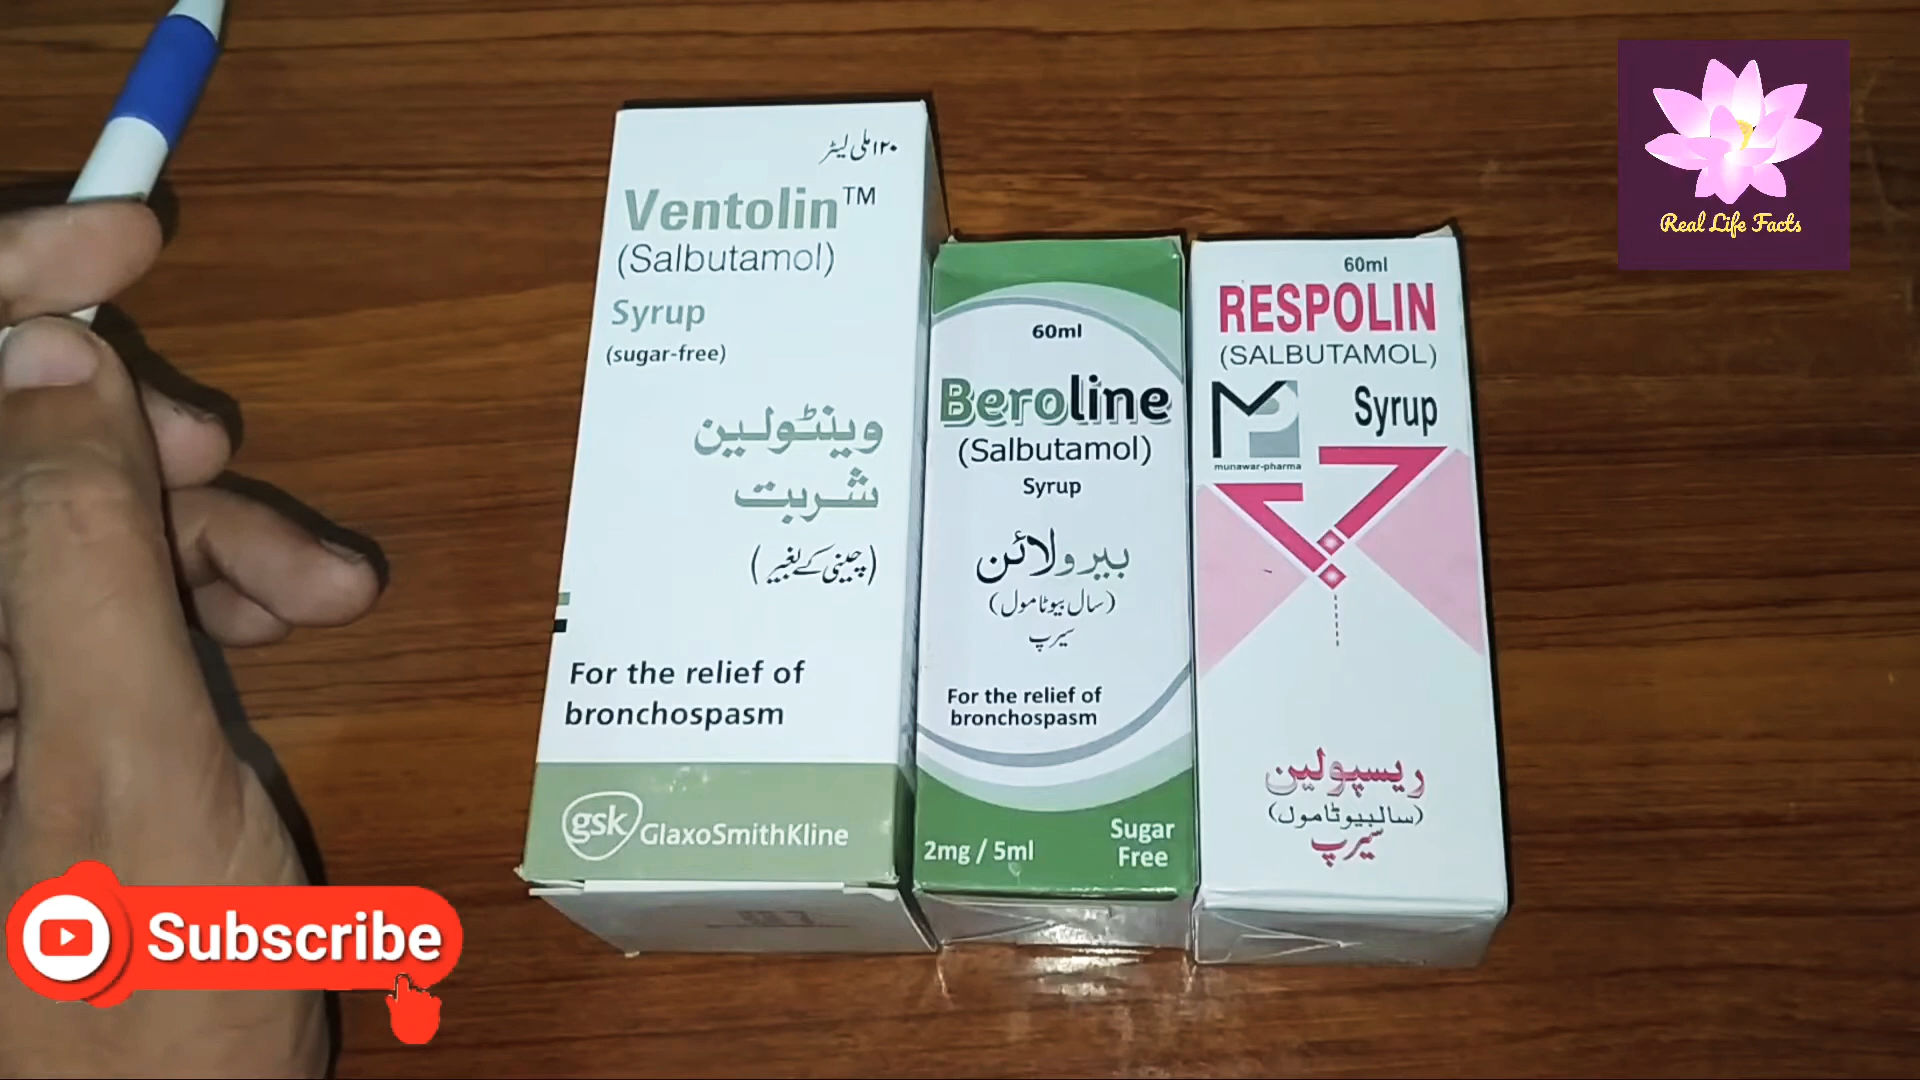 ۱۲۰ ملی لیٹر
Ventolin™
(Salbutamol)
Syrup
(sugar-free)
وینٹولین
شربت
(چینی کے بغیر)
For the relief of
bronchospasm
gsk GlaxoSmithKline
60ml
Beroline
(Salbutamol)
Syrup
بیرولائن
(سال بیوٹامول)
سیرپ
For the relief of
bronchospasm
2mg / 5ml
Sugar
Free
60ml
RESPOLIN
(SALBUTAMOL)
munawar-pharma
Syrup
ریسپولین
(سالبیوٹامول)
سیرپ
Real Life Facts
Subscribe